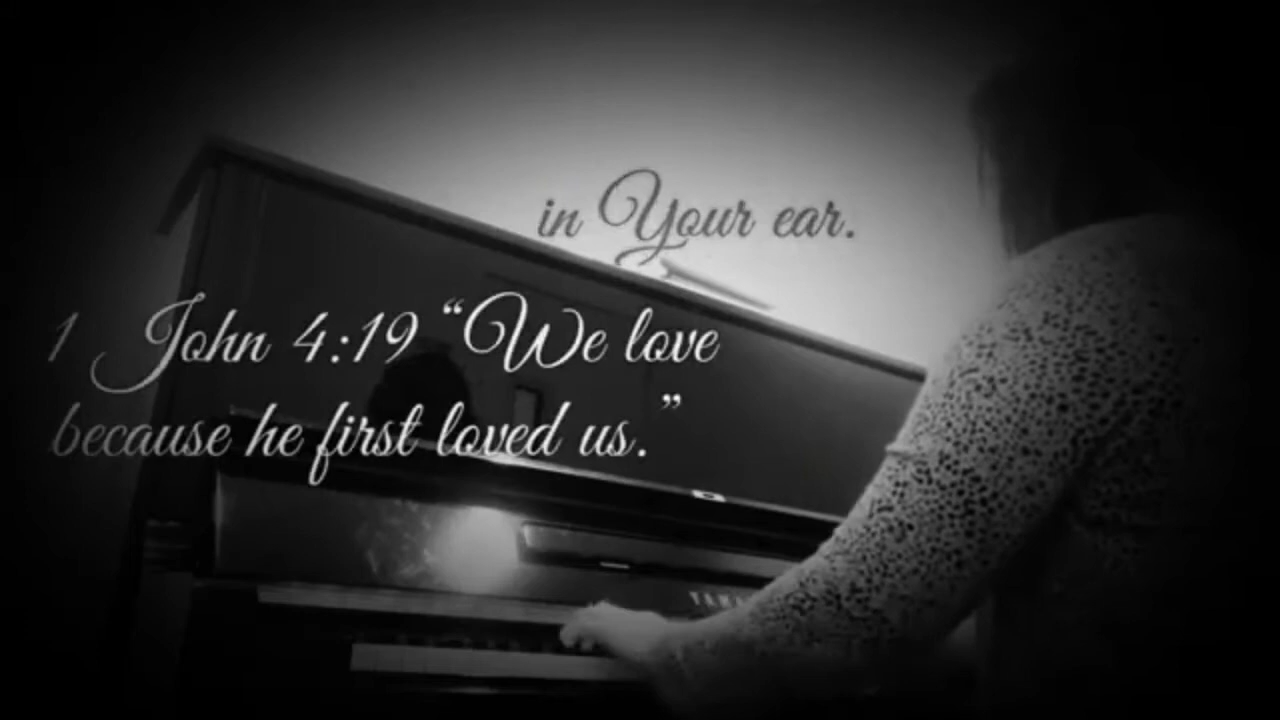 in Your ear.
1 John 4:19 “We love
because he first loved us.”